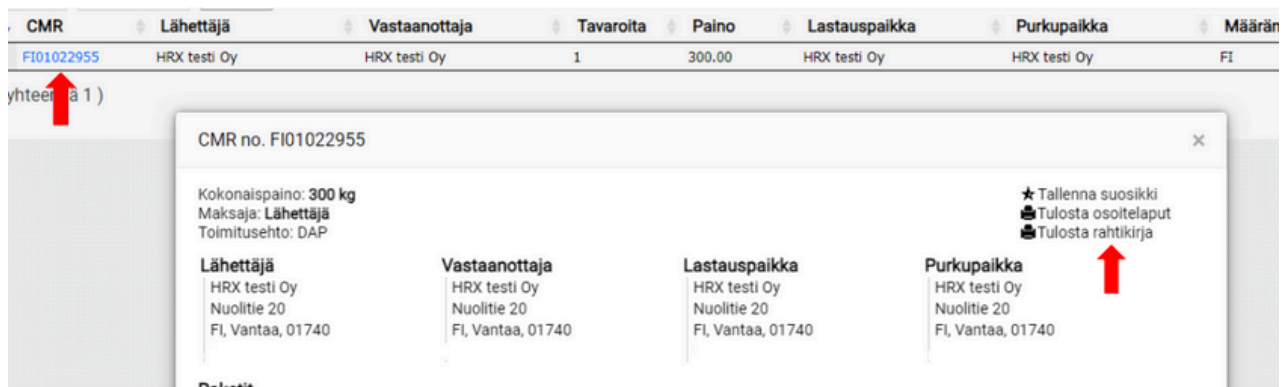 CMR Lähettäjä Vastaanottaja Tavaroita Paino Lastauspaikka Purkupaikka Määrän
FI01022955 HRX testi Oy HRX testi Oy 1 300.00 HRX testi Oy HRX testi Oy FI
1 )
CMR no. FI01022955 ×
Kokonaispaino: 300 kg
Maksaja: Lähettäjä
Toimitusehto: DAP
Tallenna suosikki
Tulosta osoitelaput
Tulosta rahtikirja
Lähettäjä
HRX testi Oy
Nuolitie 20
FI, Vantaa, 01740
Vastaanottaja
HRX testi Oy
Nuolitie 20
FI, Vantaa, 01740
Lastauspaikka
HRX testi Oy
Nuolitie 20
FI, Vantaa, 01740
Purkupaikka
HRX testi Oy
Nuolitie 20
FI, Vantaa, 01740